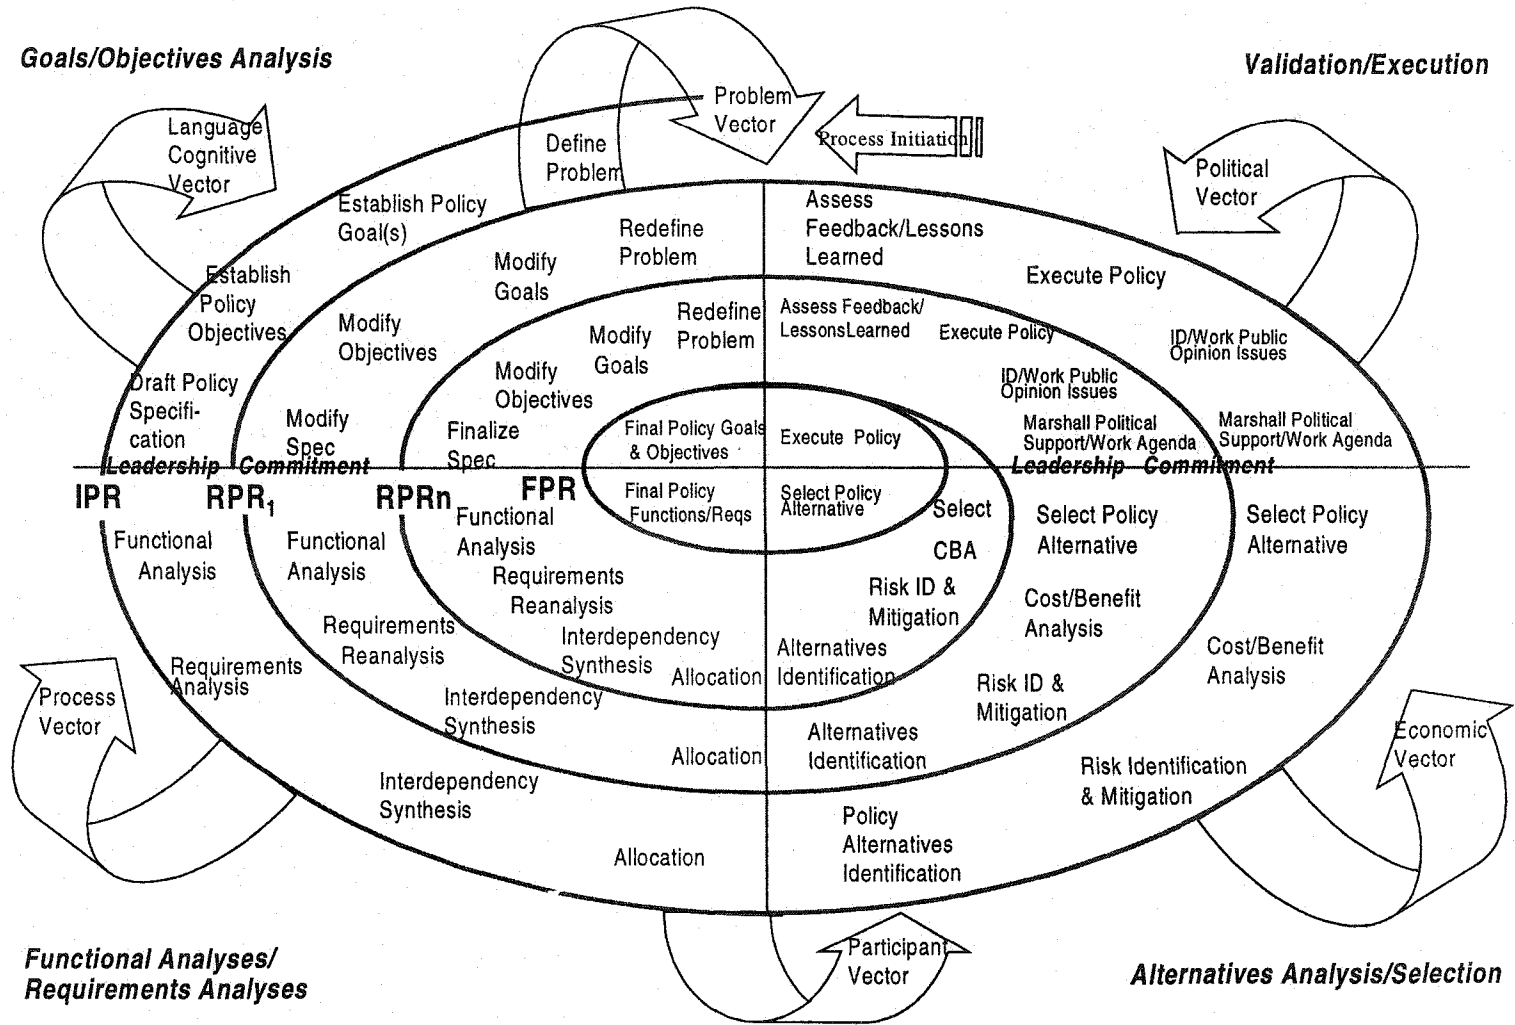 Goals/Objectives Analysis
Validation/Execution
Problem
Vector
Process Initiation
Language
Cognitive
Vector
Define
Problem
Political
Vector
Establish Policy
Goal(s)
Assess
Feedback/Lessons
Learned
Redefine
Problem
Modify
Goals
Execute Policy
Establish
Policy
Objectives
Modify
Objectives
Redefine
Problem
Assess Feedback/
LessonsLearned
Execute Policy
ID/Work Public
Opinion Issues
Modify
Goals
Modify
Objectives
ID/Work Public
Opinion Issues
Draft Policy
Specifi-
cation
Modify
Spec
Finalize
Spec
Final Policy Goals
& Objectives
Execute Policy
Marshall Political
Support/Work Agenda
Marshall Political
Support/Work Agenda
Leadership Commitment
Leadership Commitment
IPR
RPR1
RPRn
FPR
Final Policy
Functions/Reqs
Select Policy
Alternative
Select
CBA
Select Policy
Alternative
Select Policy
Alternative
Functional
Analysis
Functional
Analysis
Functional
Analysis
Requirements
Reanalysis
Risk ID &
Mitigation
Cost/Benefit
Analysis
Requirements
Reanalysis
Interdependency
Synthesis
Allocation
Alternatives
Identification
Cost/Benefit
Analysis
Requirements
Analysis
Process
Vector
Interdependency
Synthesis
Risk ID &
Mitigation
Allocation
Alternatives
Identification
Economic
Vector
Interdependency
Synthesis
Risk Identification
& Mitigation
Allocation
Policy
Alternatives
Identification
Participant
Vector
Functional Analyses/
Requirements Analyses
Alternatives Analysis/Selection